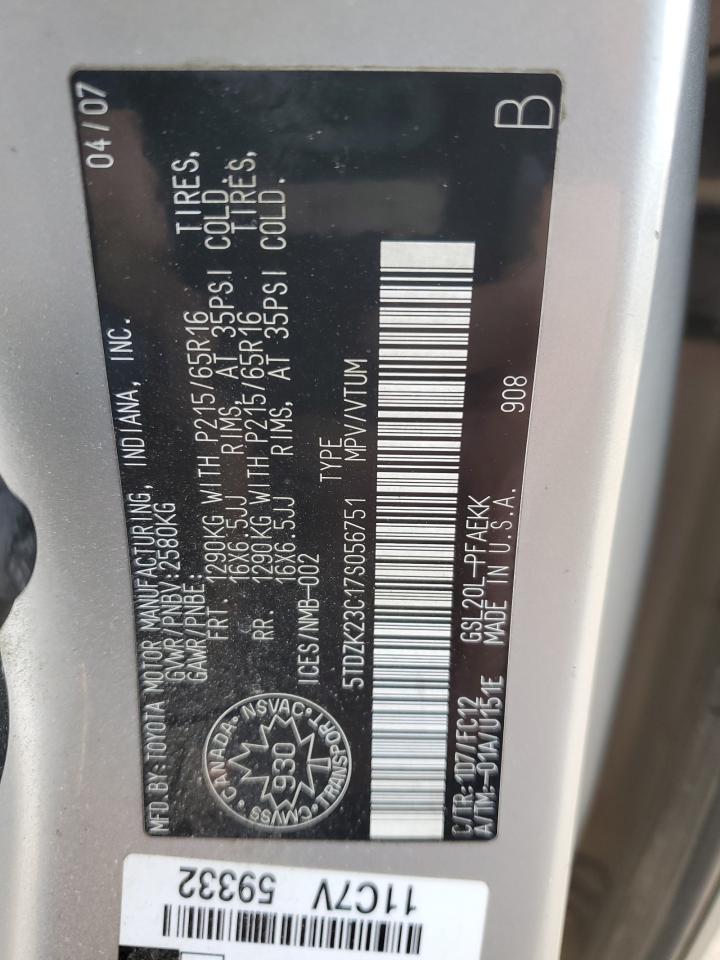 MFD.BY:TOYOTA MOTOR MANUFACTURING, INDIANA, INC. 04/07
GVWR/PNBV:2580KG
GAWR/PNBE:
FRT. 1290KG WITH P215/65R16 TIRES,
16X6.5JJ RIMS, AT 35PSI COLD.
RR. 1290KG WITH P215/65R16 TIRES,
16X6.5JJ RIMS, AT 35PSI COLD.
ICES/NMB-002
5TDZK23C17S056751 TYPE MPV/VTUM
CANADA · NSVAC · TRANSPORT · CMVSS
930
C/TR: 1D7/FC12 GSL20L-PFAEKK
A/TM:-01A/U151E MADE IN U.S.A. 908 B
11C7V
59332